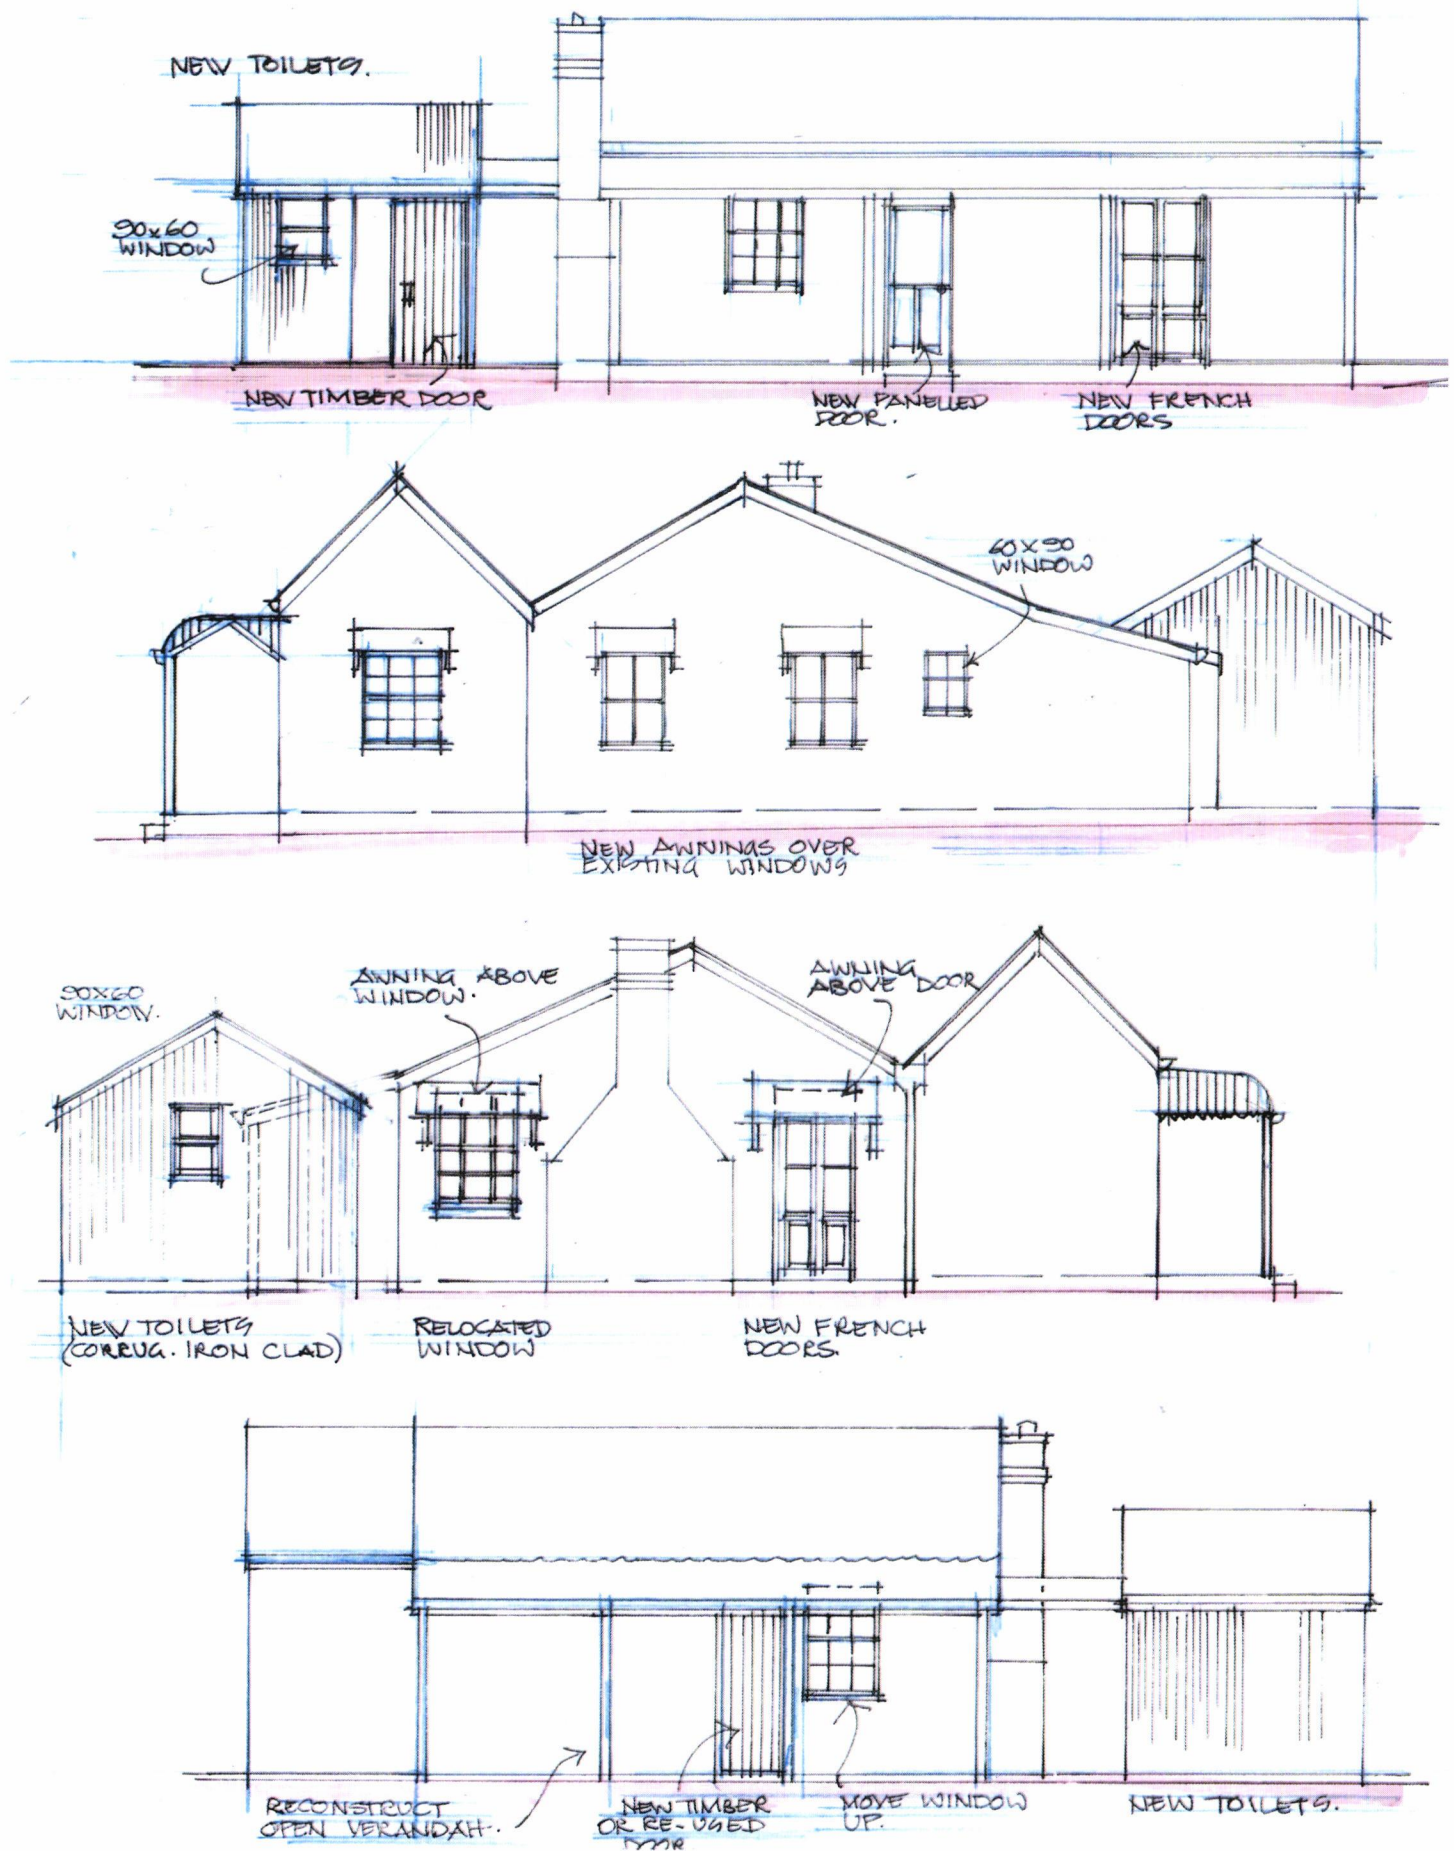 NEW TOILETS.
90x60
WINDOW
NEW TIMBER DOOR
NEW PANELLED
DOOR.
NEW FRENCH
DOORS
60X90
WINDOW
NEW AWNINGS OVER
EXISTING WINDOWS
90X60
WINDOW.
AWNING ABOVE
WINDOW.
AWNING
ABOVE DOOR
NEW TOILETS
(CORRUG. IRON CLAD)
RELOCATED
WINDOW
NEW FRENCH
DOORS.
RECONSTRUCT
OPEN VERANDAH.
NEW TIMBER
OR RE-USED
DOOR
MOVE WINDOW
UP.
NEW TOILETS.